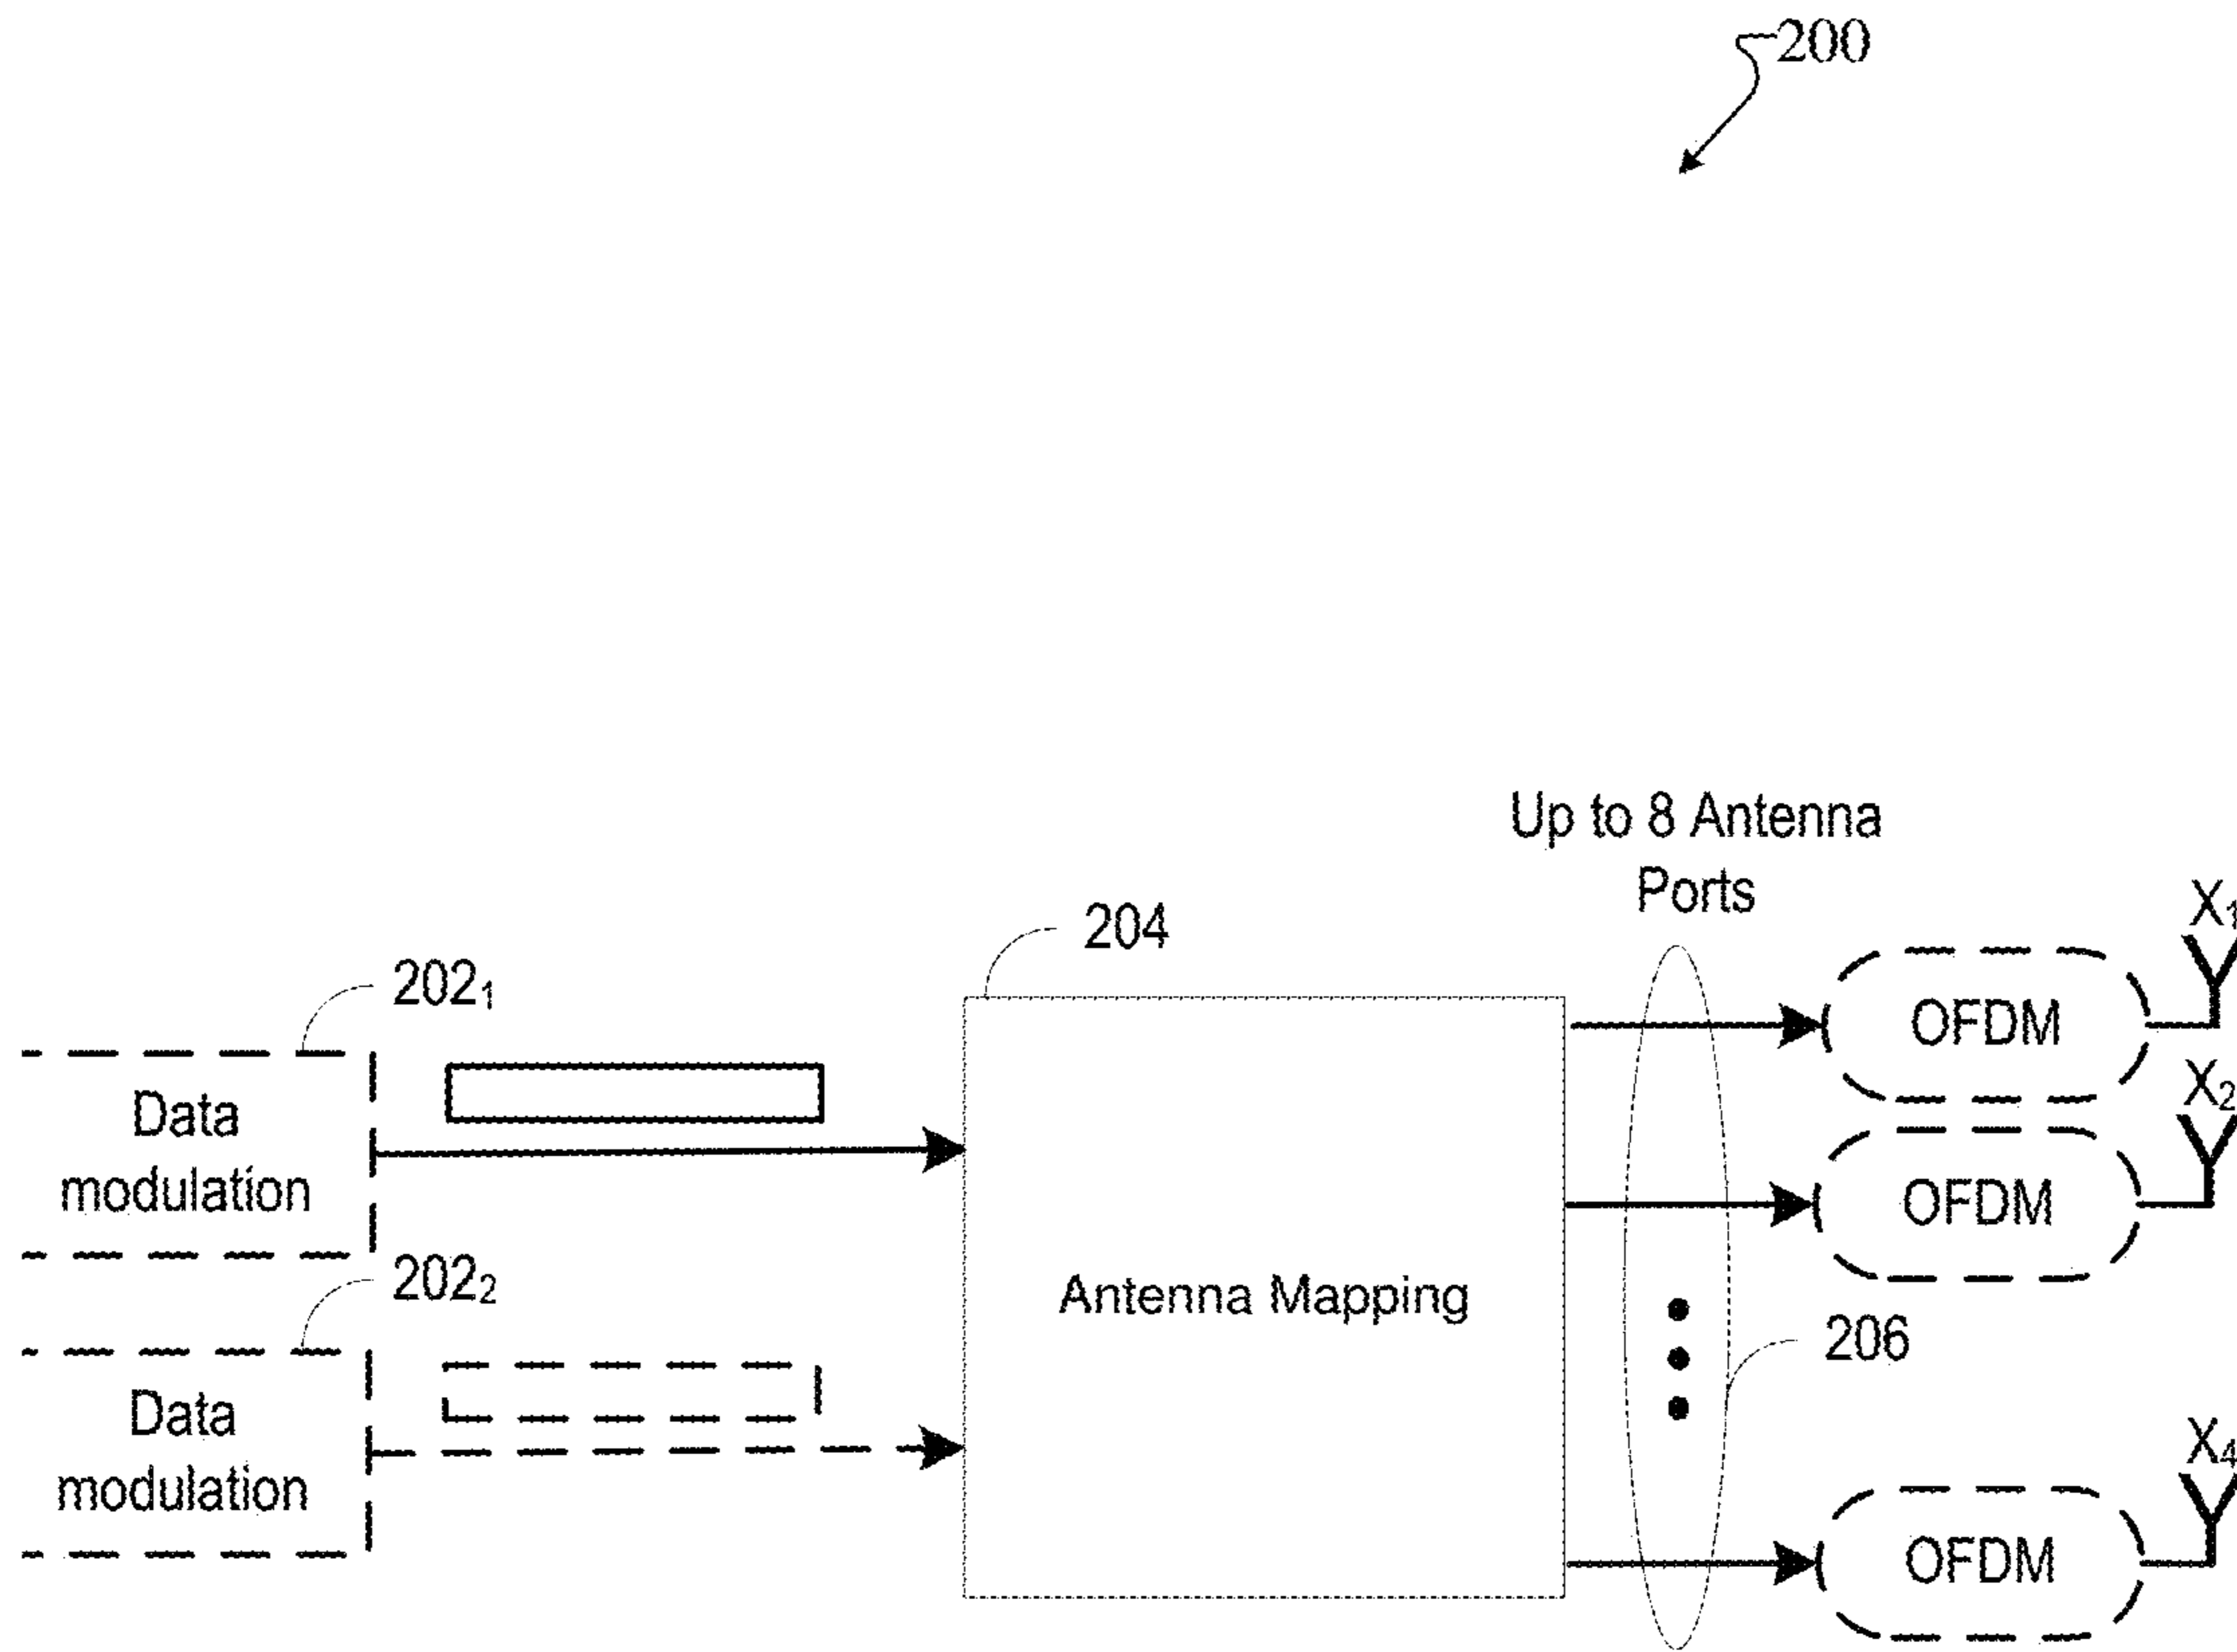 200
Up to 8 Antenna
Ports
X₁
204
202₁
OFDM
Data
modulation
X₂
OFDM
Antenna Mapping
202₂
206
Data
modulation
X₄
OFDM